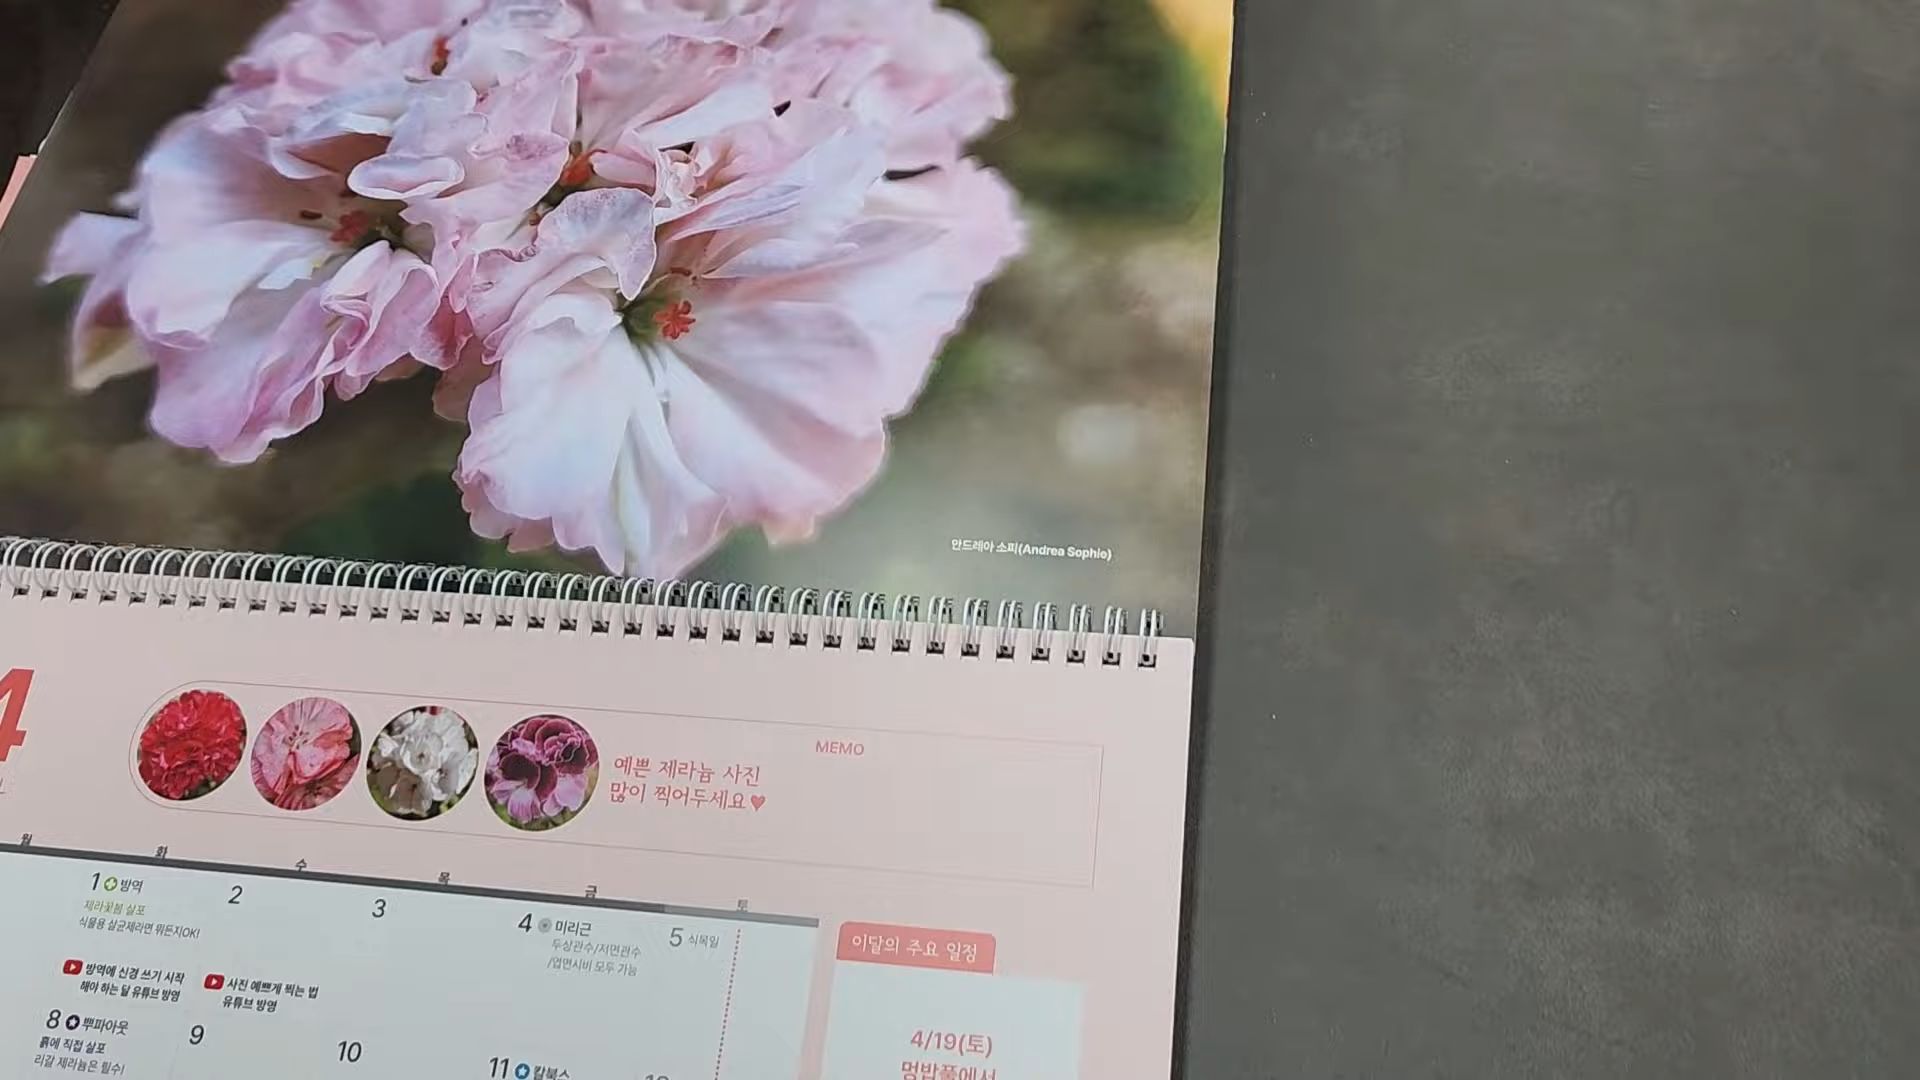 안드레아 소피(Andrea Sophie)
4
예쁜 제라늄 사진
많이 찍어두세요♥
MEMO
월 화 수 목 금 토
1 방역
제라꽃봄 살포
식물용 살균제라면 뭐든지OK!
방역에 신경 쓰기 시작
해야 하는 달 유튜브 방영
2
사진 예쁘게 찍는 법
유튜브 방영
3
4 미리근
두상관수/저면관수
/엽면시비 모두 가능
5 식목일
이달의 주요 일정
4/19(토)
멍밥풀에서
8 뿌파아웃
흙에 직접 살포
리갈 제라늄은 필수!
9
10
11 칼북스